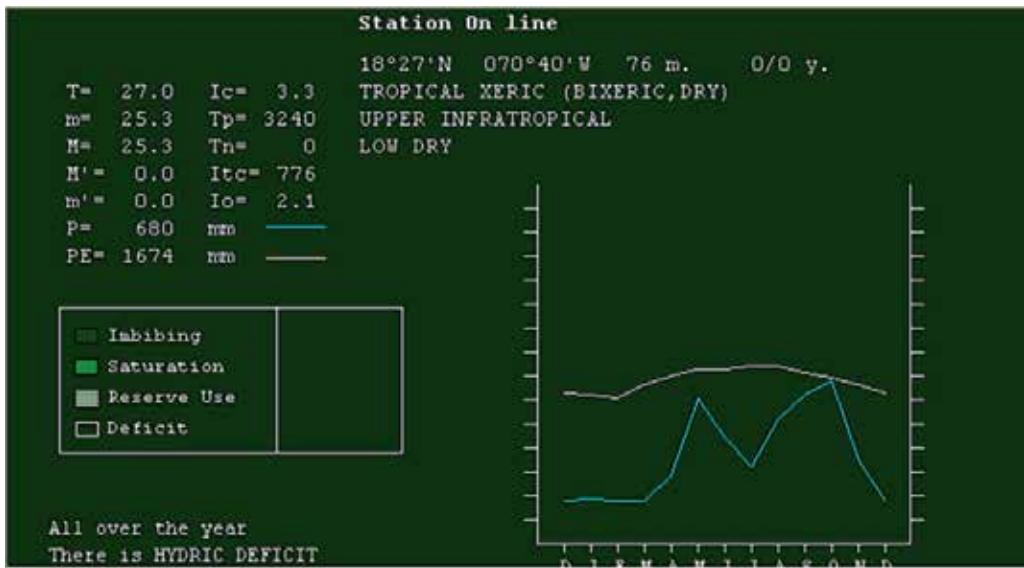 Station On line
18°27'N 070°40'W 76 m. 0/0 y.
T= 27.0 Ic= 3.3 TROPICAL XERIC (BIXERIC,DRY)
m= 25.3 Tp= 3240 UPPER INFRATROPICAL
M= 25.3 Tn= 0 LOW DRY
M'= 0.0 Itc= 776
m'= 0.0 Io= 2.1
P= 680 mm
PE= 1674 mm
Imbibing
Saturation
Reserve Use
Deficit
All over the year
There is HYDRIC DEFICIT
D J F M A M J J A S O N D